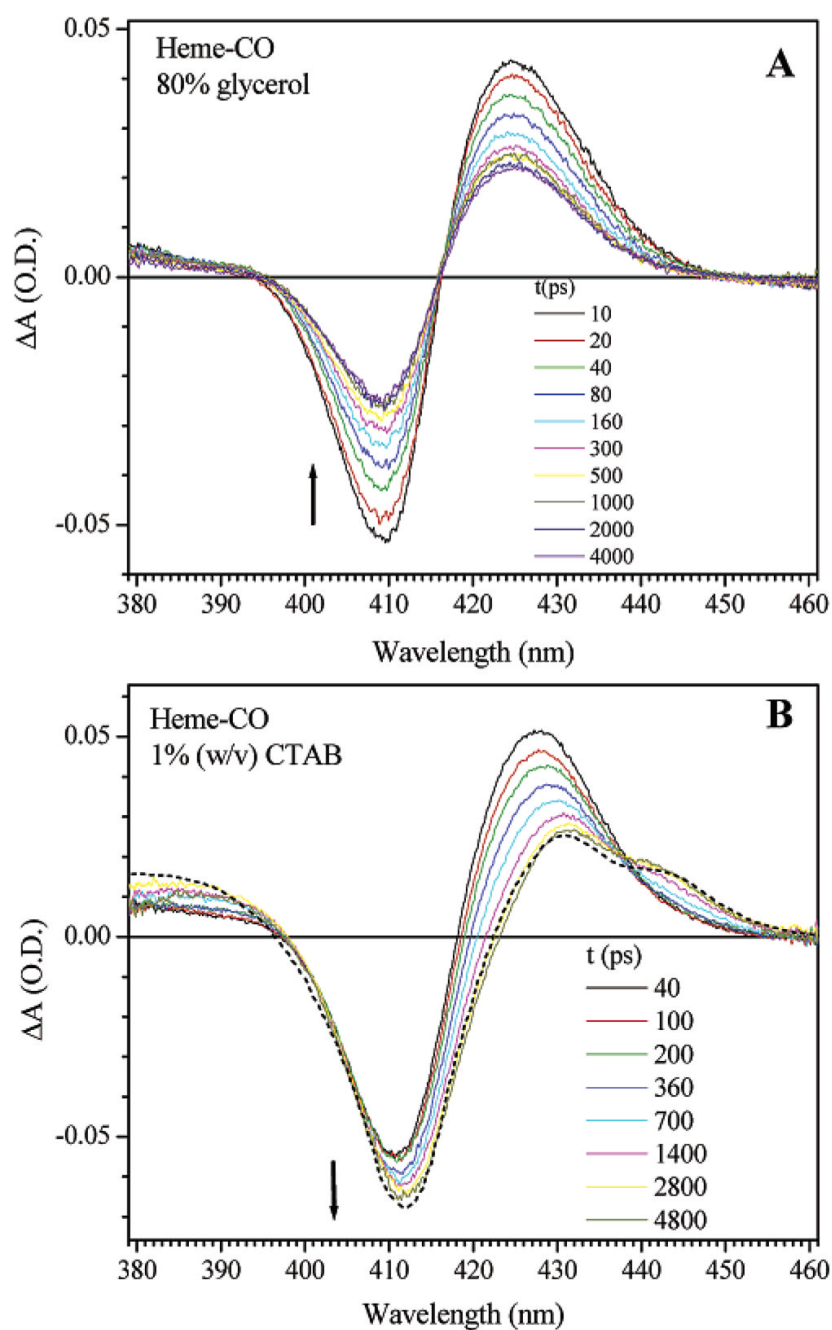 Heme-CO
80% glycerol
A
0.05
0.00
-0.05
ΔA (O.D.)
t(ps)
10
20
40
80
160
300
500
1000
2000
4000
380 390 400 410 420 430 440 450 460
Wavelength (nm)
Heme-CO
1% (w/v) CTAB
B
0.05
0.00
-0.05
ΔA (O.D.)
t (ps)
40
100
200
360
700
1400
2800
4800
380 390 400 410 420 430 440 450 460
Wavelength (nm)